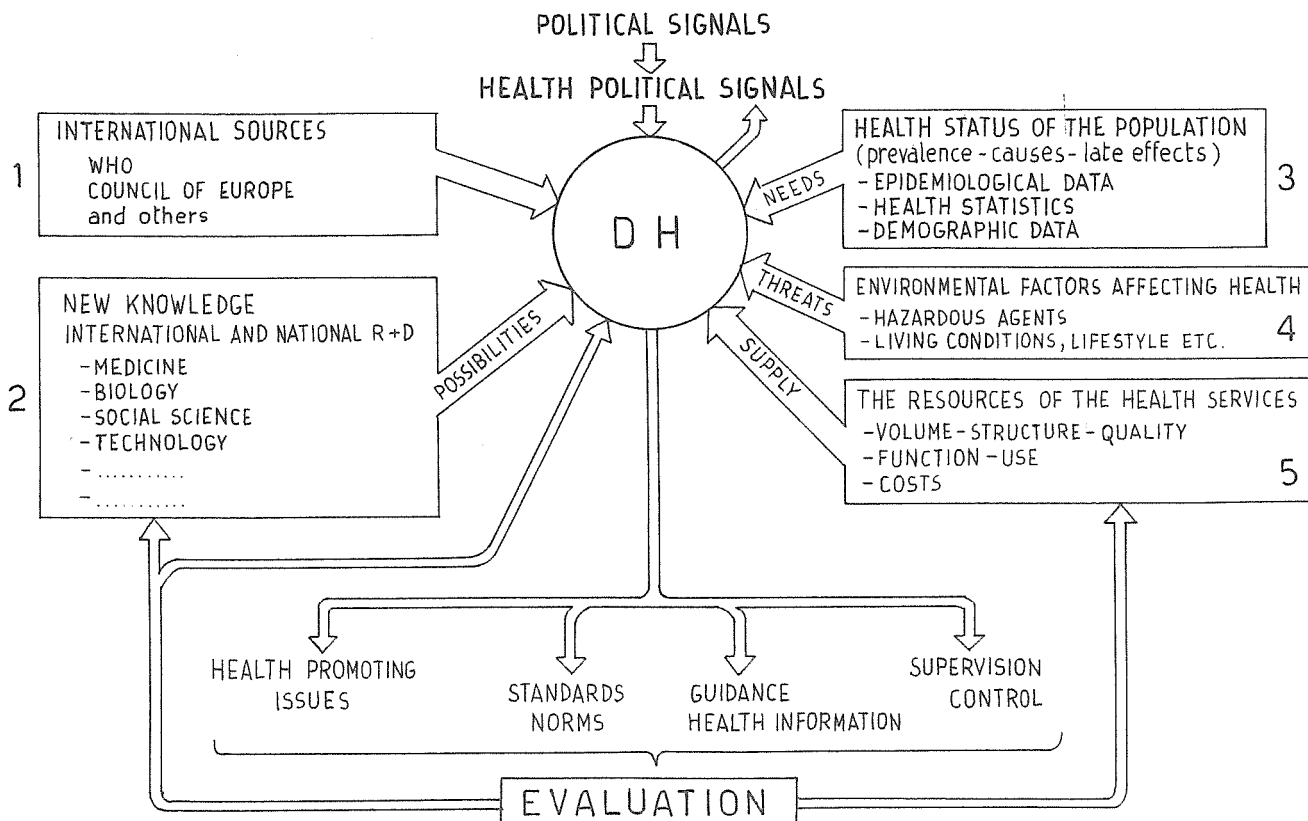 POLITICAL SIGNALS
HEALTH POLITICAL SIGNALS
1
INTERNATIONAL SOURCES
WHO
COUNCIL OF EUROPE
and others
2
NEW KNOWLEDGE
INTERNATIONAL AND NATIONAL R+D
-MEDICINE
-BIOLOGY
-SOCIAL SCIENCE
-TECHNOLOGY
-...........
-...........
POSSIBILITIES
DH
NEEDS
HEALTH STATUS OF THE POPULATION
(prevalence-causes-late effects)
-EPIDEMIOLOGICAL DATA
-HEALTH STATISTICS
-DEMOGRAPHIC DATA
3
THREATS
ENVIRONMENTAL FACTORS AFFECTING HEALTH
-HAZARDOUS AGENTS
-LIVING CONDITIONS, LIFESTYLE ETC.
4
SUPPLY
THE RESOURCES OF THE HEALTH SERVICES
-VOLUME-STRUCTURE-QUALITY
-FUNCTION-USE
-COSTS
5
HEALTH PROMOTING
ISSUES
STANDARDS
NORMS
GUIDANCE
HEALTH INFORMATION
SUPERVISION
CONTROL
EVALUATION